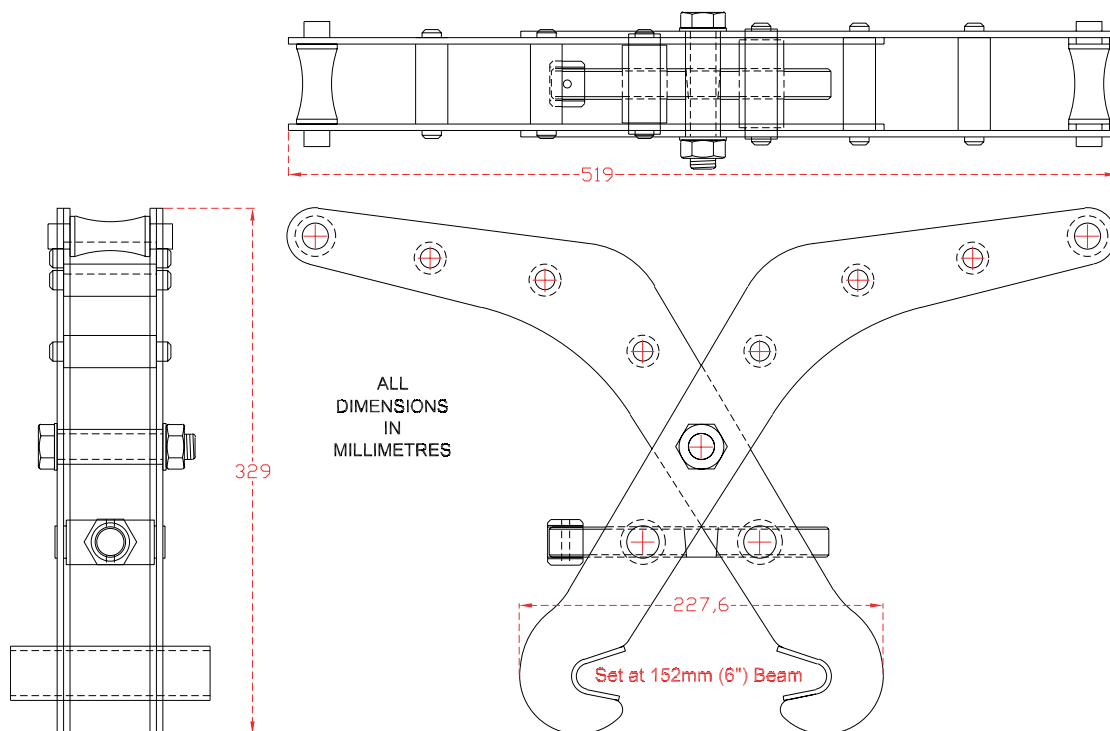 519
ALL
DIMENSIONS
IN
MILLIMETRES
329
227,6
Set at 152mm (6") Beam